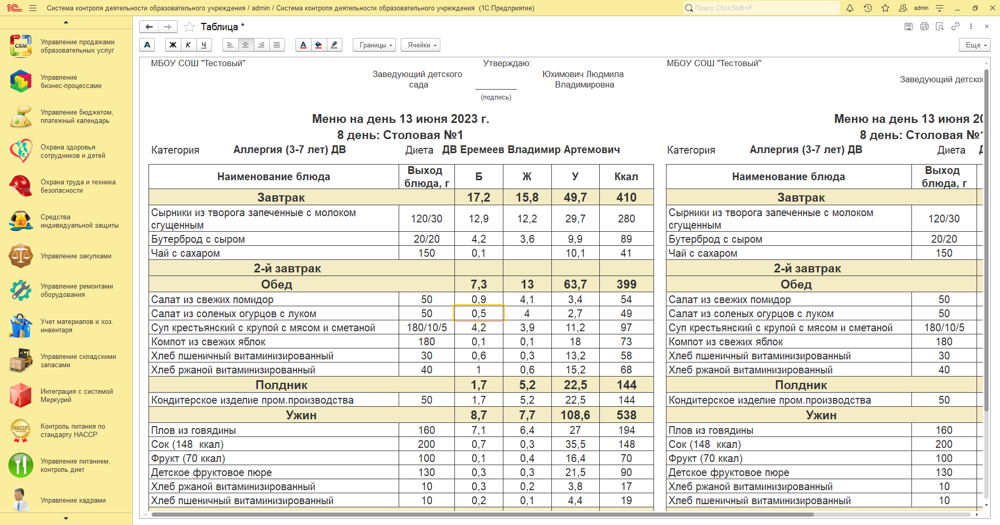 1С Система контроля деятельности образовательного учреждения / admin / Система контроля деятельности образовательного учреждения (1С:Предприятие) Поиск Ctrl+Shift+F admin
Управление продажами
образовательных услуг
Управление
бизнес-процессами
Управление бюджетом,
платежный календарь
Охрана здоровья
сотрудников и детей
Охрана труда и техника
безопасности
Средства
индивидуальной защиты
Управление закупками
Управление ремонтами
оборудования
Учет материалов и хоз.
инвентаря
Управление складскими
запасами
Интеграция с системой
Меркурий
Контроль питания по
стандарту HACCP
Управление питанием,
контроль диет
Управление кадрами
CRM
HACCP
Таблица *
А Ж К Ч А Границы Ячейки Еще
МБОУ СОШ "Тестовый" Утверждаю:
Заведующий детского
сада
Юхимович Людмила
Владимировна
(подпись)
Меню на день 13 июня 2023 г.
8 день: Столовая №1
Категория Аллергия (3-7 лет) ДВ Диета ДВ Еремеев Владимир Артемович
Наименование блюда Выход блюда, г Б Ж У Ккал
Завтрак 17,2 15,8 49,7 410
Сырники из творога запеченные с молоком
сгущенным 120/30 12,9 12,2 29,7 280
Бутерброд с сыром 20/20 4,2 3,6 9,9 89
Чай с сахаром 150 0,1 10,1 41
2-й завтрак
Обед 7,3 13 63,7 399
Салат из свежих помидор 50 0,9 4,1 3,4 54
Салат из соленых огурцов с луком 50 0,5 4 2,7 49
Суп крестьянский с крупой с мясом и сметаной 180/10/5 4,2 3,9 11,2 97
Компот из свежих яблок 180 0,1 0,1 18 73
Хлеб пшеничный витаминизированный 30 0,6 0,3 13,2 58
Хлеб ржаной витаминизированный 40 1 0,6 15,2 68
Полдник 1,7 5,2 22,5 144
Кондитерское изделие пром.производства 50 1,7 5,2 22,5 144
Ужин 8,7 7,7 108,6 538
Плов из говядины 160 7,1 6,4 27 194
Сок (148 ккал) 200 0,7 0,3 35,5 148
Фрукт (70 ккал) 100 0,1 0,4 16,4 70
Детское фруктовое пюре 130 0,3 0,3 21,5 90
Хлеб ржаной витаминизированный 10 0,3 0,2 3,8 17
Хлеб пшеничный витаминизированный 10 0,2 0,1 4,4 19
МБОУ СОШ "Тестовый"
Заведующий детско
Меню на день 13 июня 20
8 день: Столовая №1
Категория Аллергия (3-7 лет) ДВ Диета
Наименование блюда Выход блюда, г
Завтрак
Сырники из творога запеченные с молоком
сгущенным 120/30
Бутерброд с сыром 20/20
Чай с сахаром 150
2-й завтрак
Обед
Салат из свежих помидор 50
Салат из соленых огурцов с луком 50
Суп крестьянский с крупой с мясом и сметаной 180/10/5
Компот из свежих яблок 180
Хлеб пшеничный витаминизированный 30
Хлеб ржаной витаминизированный 40
Полдник
Кондитерское изделие пром.производства 50
Ужин
Плов из говядины 160
Сок (148 ккал) 200
Фрукт (70 ккал) 100
Детское фруктовое пюре 130
Хлеб ржаной витаминизированный 10
Хлеб пшеничный витаминизированный 10